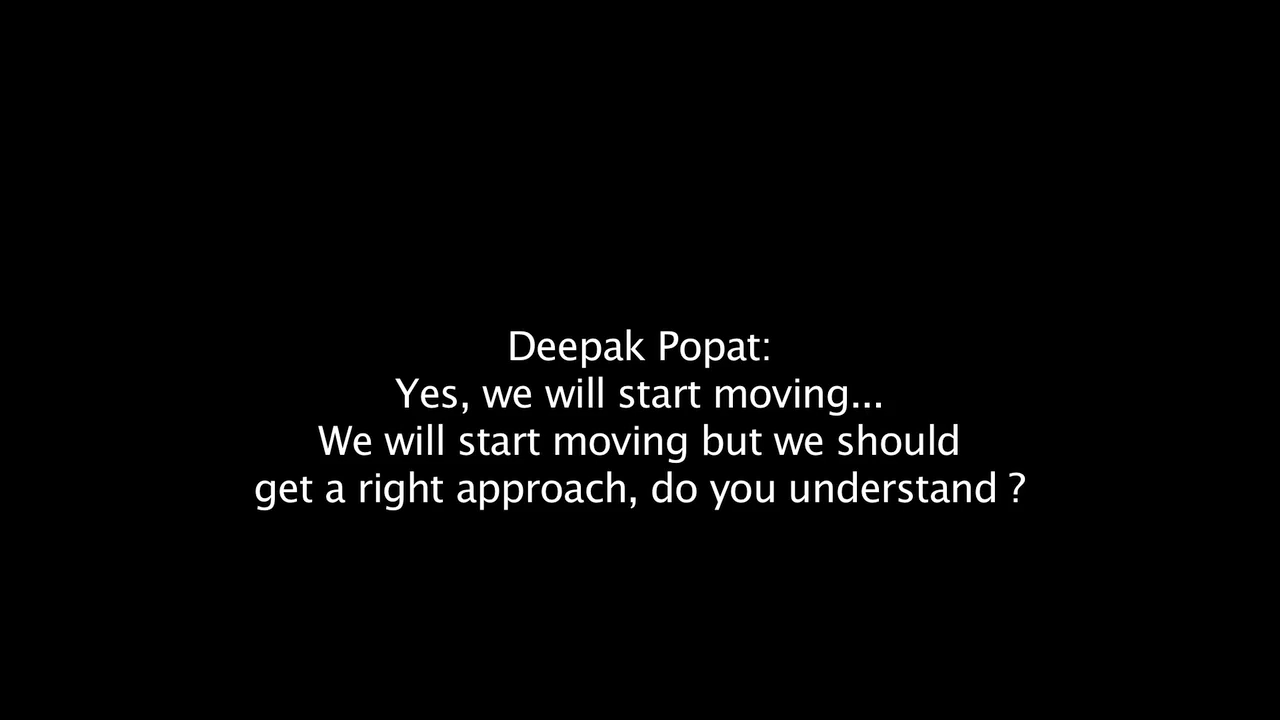 Deepak Popat:
Yes, we will start moving...
We will start moving but we should
get a right approach, do you understand ?